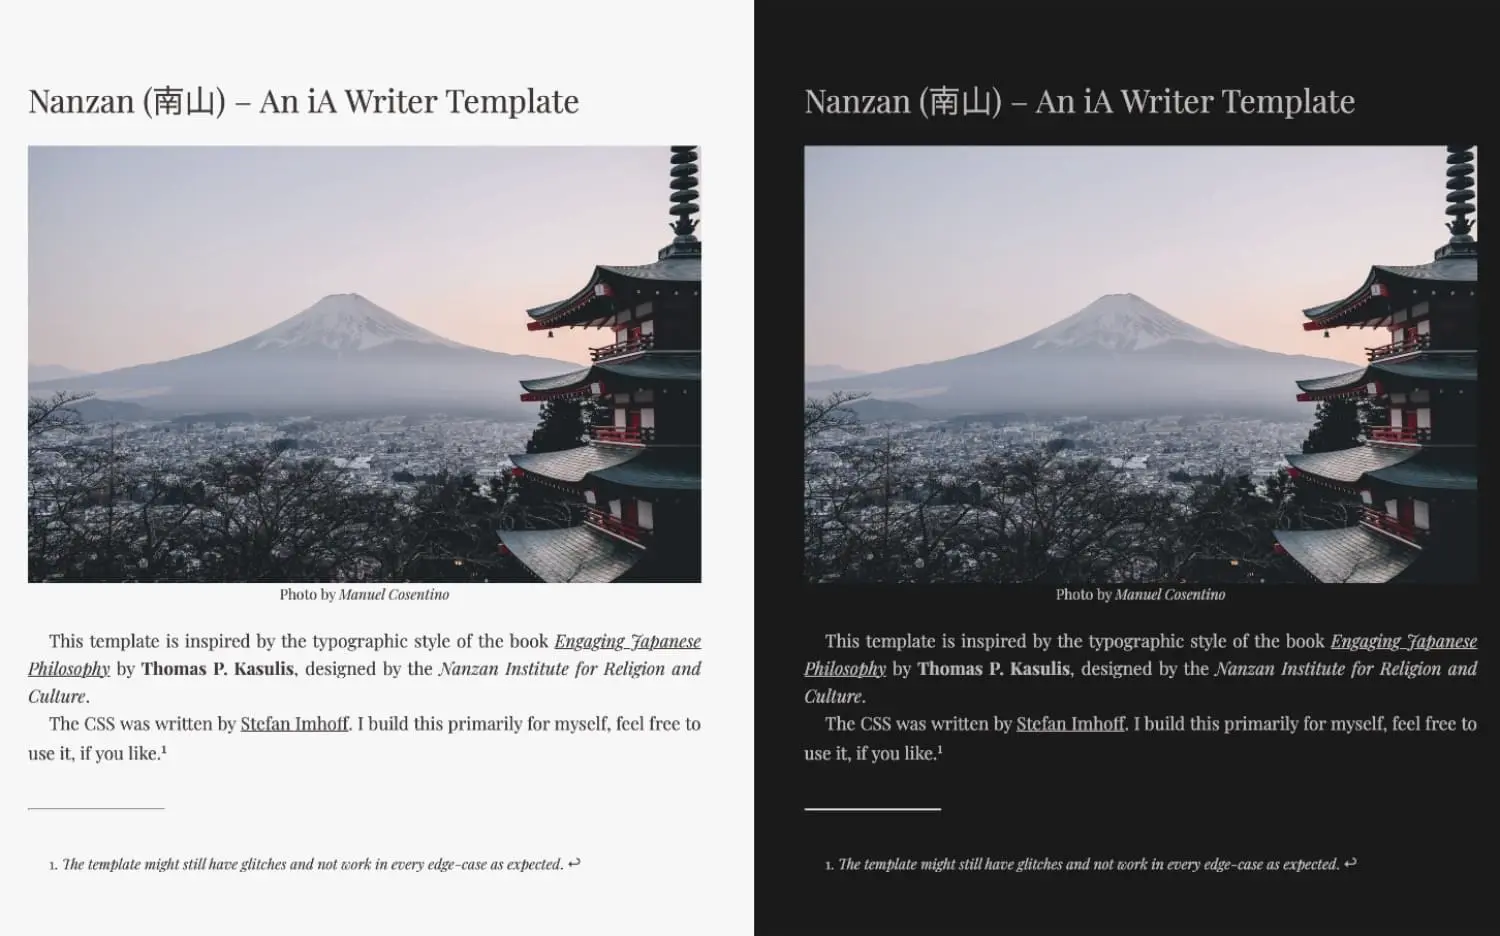 Nanzan (南山) – An iA Writer Template
Photo by Manuel Cosentino
This template is inspired by the typographic style of the book Engaging Japanese
Philosophy by Thomas P. Kasulis, designed by the Nanzan Institute for Religion and
Culture.
The CSS was written by Stefan Imhoff. I build this primarily for myself, feel free to
use it, if you like.¹
1. The template might still have glitches and not work in every edge-case as expected. ↩
Nanzan (南山) – An iA Writer Template
Photo by Manuel Cosentino
This template is inspired by the typographic style of the book Engaging Japanese
Philosophy by Thomas P. Kasulis, designed by the Nanzan Institute for Religion and
Culture.
The CSS was written by Stefan Imhoff. I build this primarily for myself, feel free to
use it, if you like.¹
1. The template might still have glitches and not work in every edge-case as expected. ↩